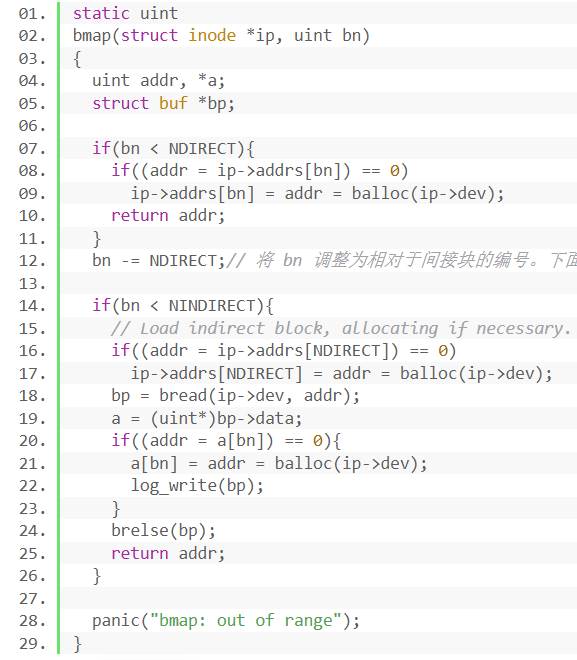 01. static uint
02. bmap(struct inode *ip, uint bn)
03. {
04.   uint addr, *a;
05.   struct buf *bp;
06.
07.   if(bn < NDIRECT){
08.     if((addr = ip->addrs[bn]) == 0)
09.       ip->addrs[bn] = addr = balloc(ip->dev);
10.     return addr;
11.   }
12.   bn -= NDIRECT;// 将 bn 调整为相对于间接块的编号。下面
13.
14.   if(bn < NINDIRECT){
15.     // Load indirect block, allocating if necessary.
16.     if((addr = ip->addrs[NDIRECT]) == 0)
17.       ip->addrs[NDIRECT] = addr = balloc(ip->dev);
18.     bp = bread(ip->dev, addr);
19.     a = (uint*)bp->data;
20.     if((addr = a[bn]) == 0){
21.       a[bn] = addr = balloc(ip->dev);
22.       log_write(bp);
23.     }
24.     brelse(bp);
25.     return addr;
26.   }
27.
28.   panic("bmap: out of range");
29. }